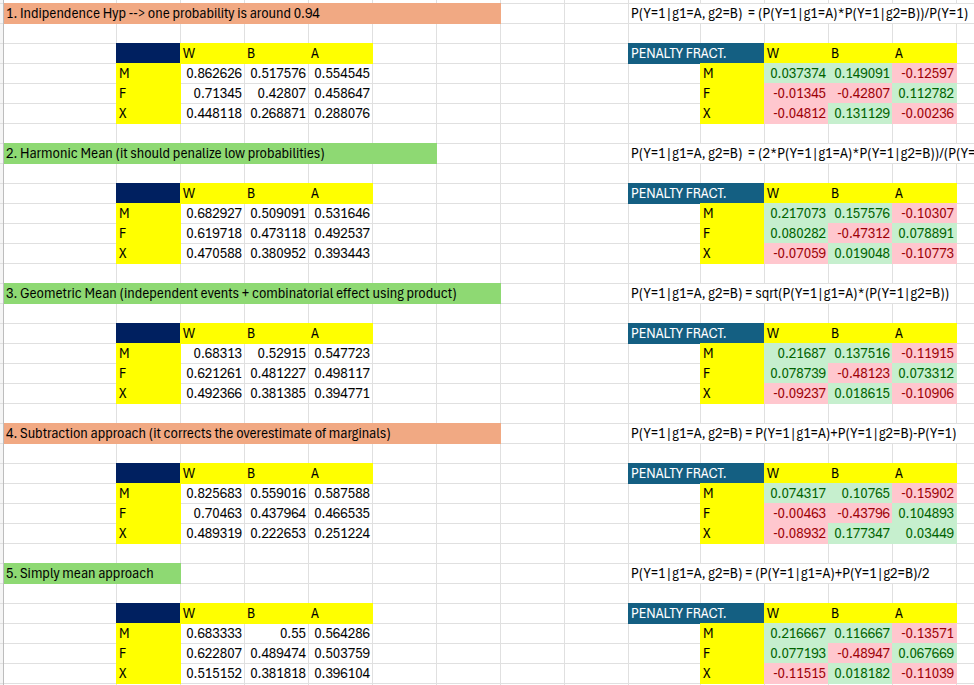 1. Indipendence Hyp --> one probability is around 0.94 P(Y=1|g1=A, g2=B) = (P(Y=1|g1=A)*P(Y=1|g2=B))/P(Y=1)
W B A PENALTY FRACT. W B A
M 0.862626 0.517576 0.554545 M 0.037374 0.149091 -0.12597
F 0.71345 0.42807 0.458647 F -0.01345 -0.42807 0.112782
X 0.448118 0.268871 0.288076 X -0.04812 0.131129 -0.00236
2. Harmonic Mean (it should penalize low probabilities) P(Y=1|g1=A, g2=B) = (2*P(Y=1|g1=A)*P(Y=1|g2=B))/(P(Y=
W B A PENALTY FRACT. W B A
M 0.682927 0.509091 0.531646 M 0.217073 0.157576 -0.10307
F 0.619718 0.473118 0.492537 F 0.080282 -0.47312 0.078891
X 0.470588 0.380952 0.393443 X -0.07059 0.019048 -0.10773
3. Geometric Mean (independent events + combinatorial effect using product) P(Y=1|g1=A, g2=B) = sqrt(P(Y=1|g1=A)*(P(Y=1|g2=B))
W B A PENALTY FRACT. W B A
M 0.68313 0.52915 0.547723 M 0.21687 0.137516 -0.11915
F 0.621261 0.481227 0.498117 F 0.078739 -0.48123 0.073312
X 0.492366 0.381385 0.394771 X -0.09237 0.018615 -0.10906
4. Subtraction approach (it corrects the overestimate of marginals) P(Y=1|g1=A, g2=B) = P(Y=1|g1=A)+P(Y=1|g2=B)-P(Y=1)
W B A PENALTY FRACT. W B A
M 0.825683 0.559016 0.587588 M 0.074317 0.10765 -0.15902
F 0.70463 0.437964 0.466535 F -0.00463 -0.43796 0.104893
X 0.489319 0.222653 0.251224 X -0.08932 0.177347 0.03449
5. Simply mean approach P(Y=1|g1=A, g2=B) = (P(Y=1|g1=A)+P(Y=1|g2=B)/2
W B A PENALTY FRACT. W B A
M 0.683333 0.55 0.564286 M 0.216667 0.116667 -0.13571
F 0.622807 0.489474 0.503759 F 0.077193 -0.48947 0.067669
X 0.515152 0.381818 0.396104 X -0.11515 0.018182 -0.11039